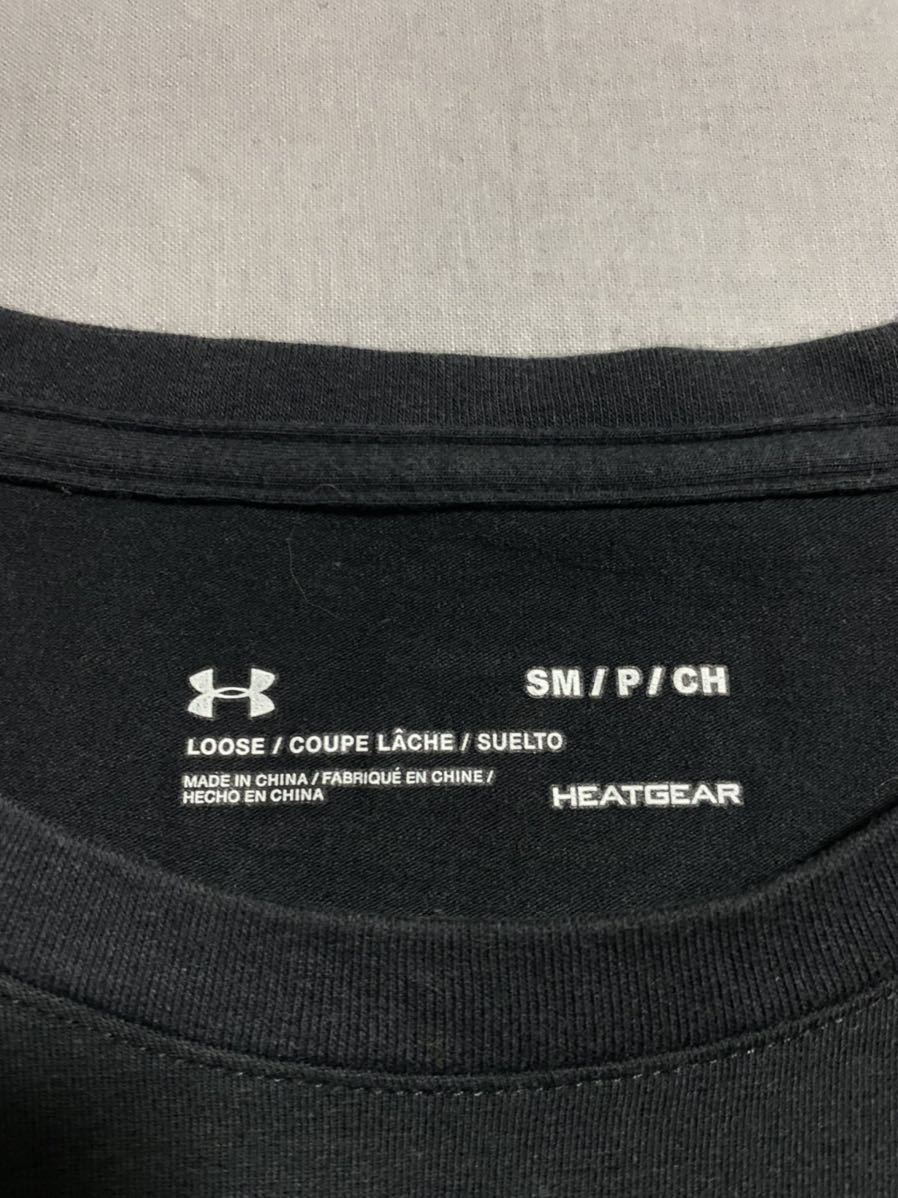 SM / P / CH
LOOSE / COUPE LÂCHE / SUELTO
MADE IN CHINA / FABRIQUÉ EN CHINE /
HECHO EN CHINA
HEATGEAR